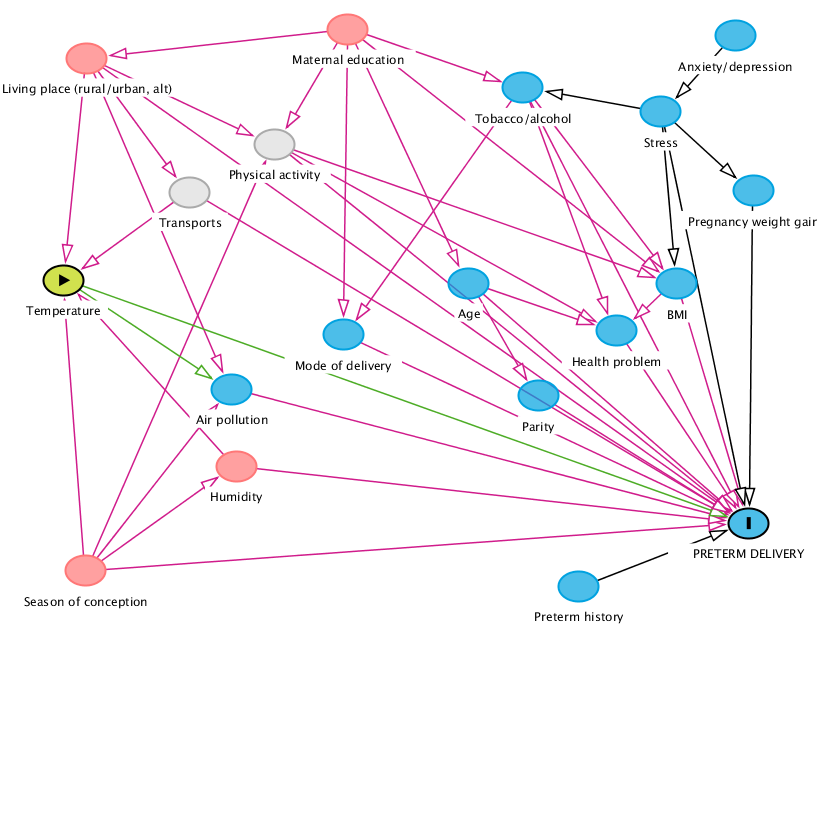 Maternal education
Anxiety/depression
Living place (rural/urban, alt)
Tobacco/alcohol
Stress
Physical activity
Transports
Pregnancy weight gair
Temperature
Age
BMI
Mode of delivery
Health problem
Air pollution
Parity
Humidity
PRETERM DELIVERY
Season of conception
Preterm history